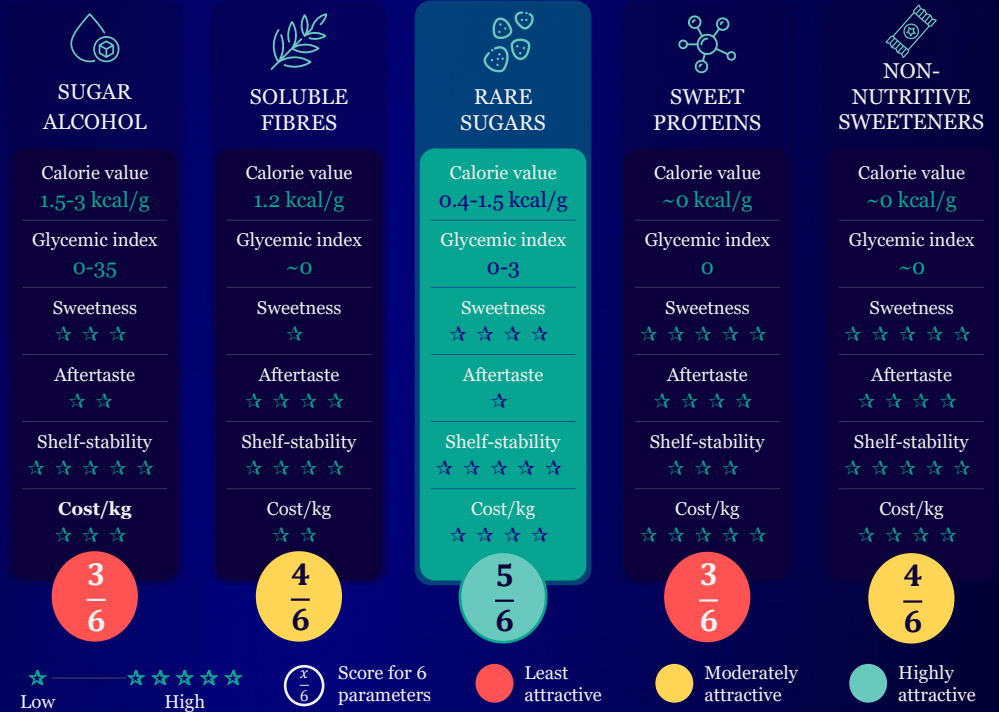 SUGAR
ALCOHOL
Calorie value
1.5-3 kcal/g
Glycemic index
0-35
Sweetness
Aftertaste
Shelf-stability
Cost/kg
3
6
SOLUBLE
FIBRES
Calorie value
1.2 kcal/g
Glycemic index
~0
Sweetness
Aftertaste
Shelf-stability
Cost/kg
4
6
RARE
SUGARS
Calorie value
0.4-1.5 kcal/g
Glycemic index
0-3
Sweetness
Aftertaste
Shelf-stability
Cost/kg
5
6
SWEET
PROTEINS
Calorie value
~0 kcal/g
Glycemic index
0
Sweetness
Aftertaste
Shelf-stability
Cost/kg
3
6
NON-
NUTRITIVE
SWEETENERS
Calorie value
~0 kcal/g
Glycemic index
~0
Sweetness
Aftertaste
Shelf-stability
Cost/kg
4
6
Low
High
x
6
Score for 6
parameters
Least
attractive
Moderately
attractive
Highly
attractive